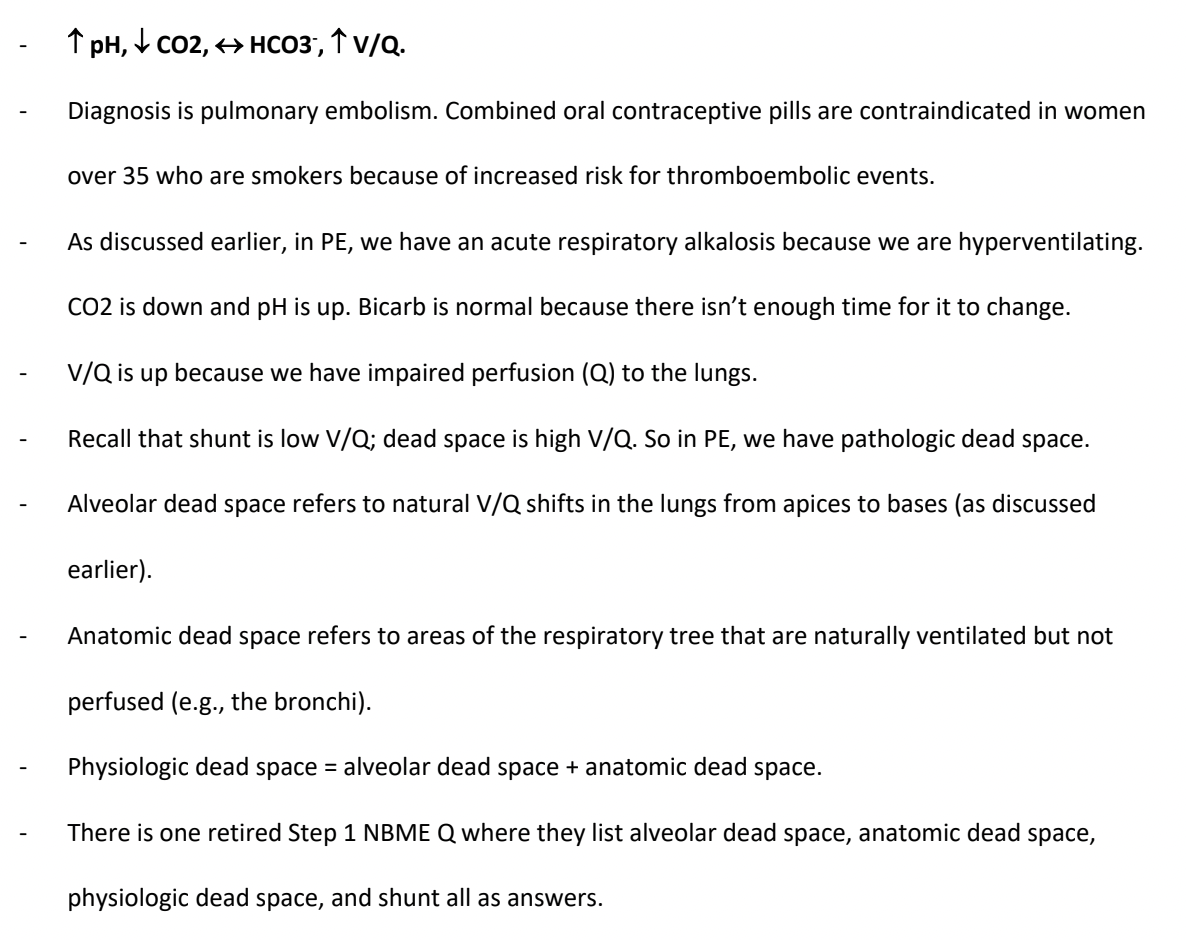 - ↑ pH, ↓ CO2, ↔ HCO3⁻, ↑ V/Q.
- Diagnosis is pulmonary embolism. Combined oral contraceptive pills are contraindicated in women
over 35 who are smokers because of increased risk for thromboembolic events.
- As discussed earlier, in PE, we have an acute respiratory alkalosis because we are hyperventilating.
CO2 is down and pH is up. Bicarb is normal because there isn’t enough time for it to change.
- V/Q is up because we have impaired perfusion (Q) to the lungs.
- Recall that shunt is low V/Q; dead space is high V/Q. So in PE, we have pathologic dead space.
- Alveolar dead space refers to natural V/Q shifts in the lungs from apices to bases (as discussed
earlier).
- Anatomic dead space refers to areas of the respiratory tree that are naturally ventilated but not
perfused (e.g., the bronchi).
- Physiologic dead space = alveolar dead space + anatomic dead space.
- There is one retired Step 1 NBME Q where they list alveolar dead space, anatomic dead space,
physiologic dead space, and shunt all as answers.